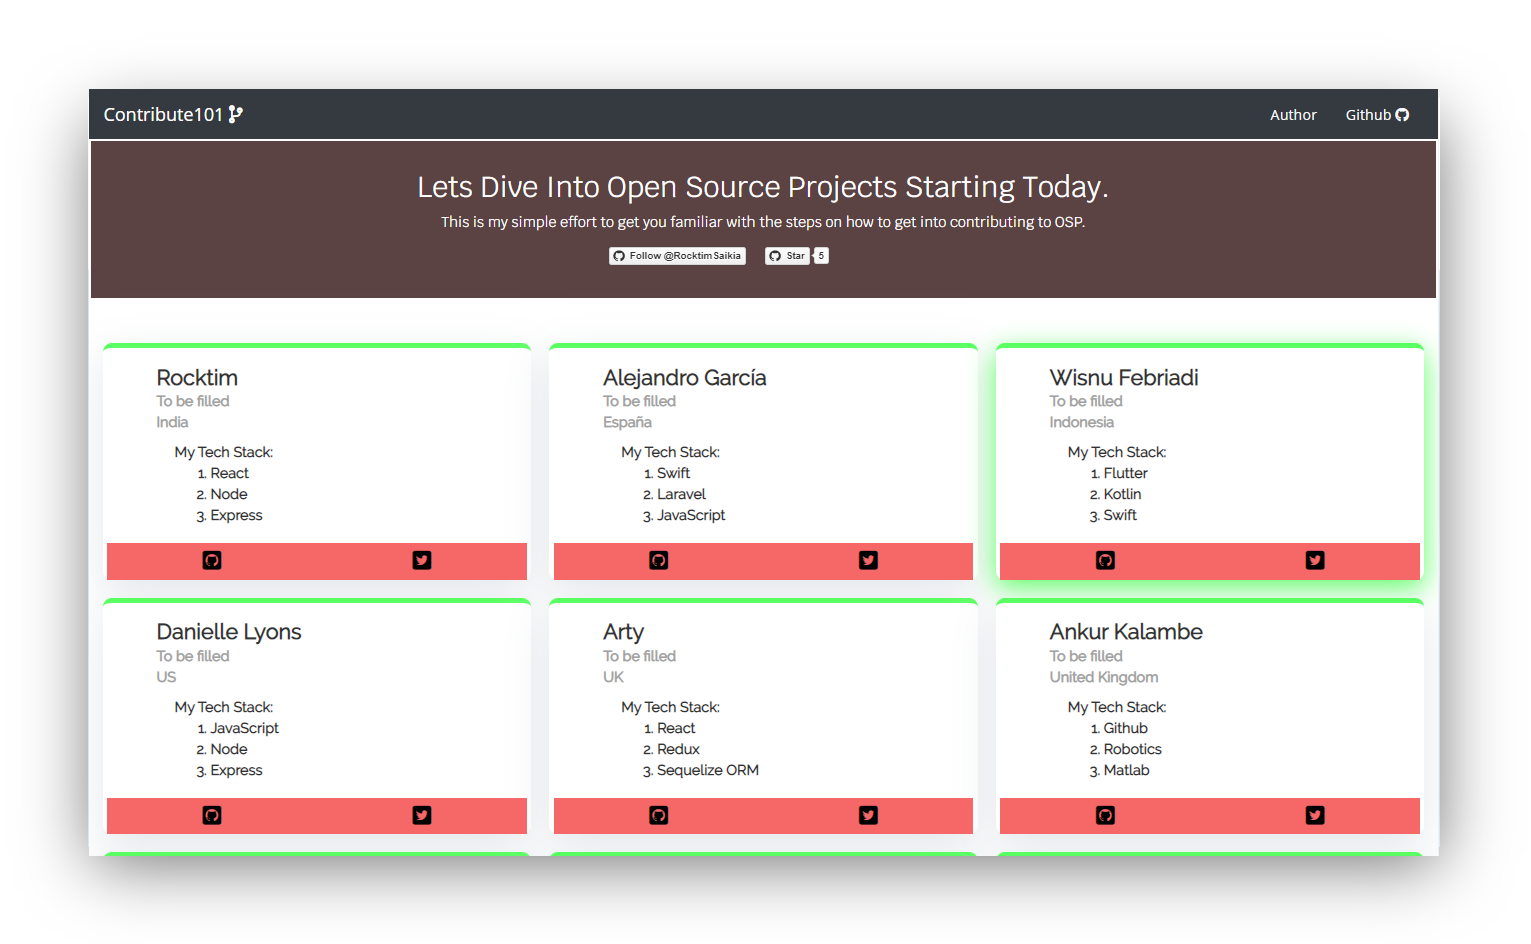 Contribute101
Author
Github
Lets Dive Into Open Source Projects Starting Today.
This is my simple effort to get you familiar with the steps on how to get into contributing to OSP.
Follow @RocktimSaikia
Star
5
Rocktim
To be filled
India
My Tech Stack:
1. React
2. Node
3. Express
Alejandro García
To be filled
España
My Tech Stack:
1. Swift
2. Laravel
3. JavaScript
Wisnu Febriadi
To be filled
Indonesia
My Tech Stack:
1. Flutter
2. Kotlin
3. Swift
Danielle Lyons
To be filled
US
My Tech Stack:
1. JavaScript
2. Node
3. Express
Arty
To be filled
UK
My Tech Stack:
1. React
2. Redux
3. Sequelize ORM
Ankur Kalambe
To be filled
United Kingdom
My Tech Stack:
1. Github
2. Robotics
3. Matlab